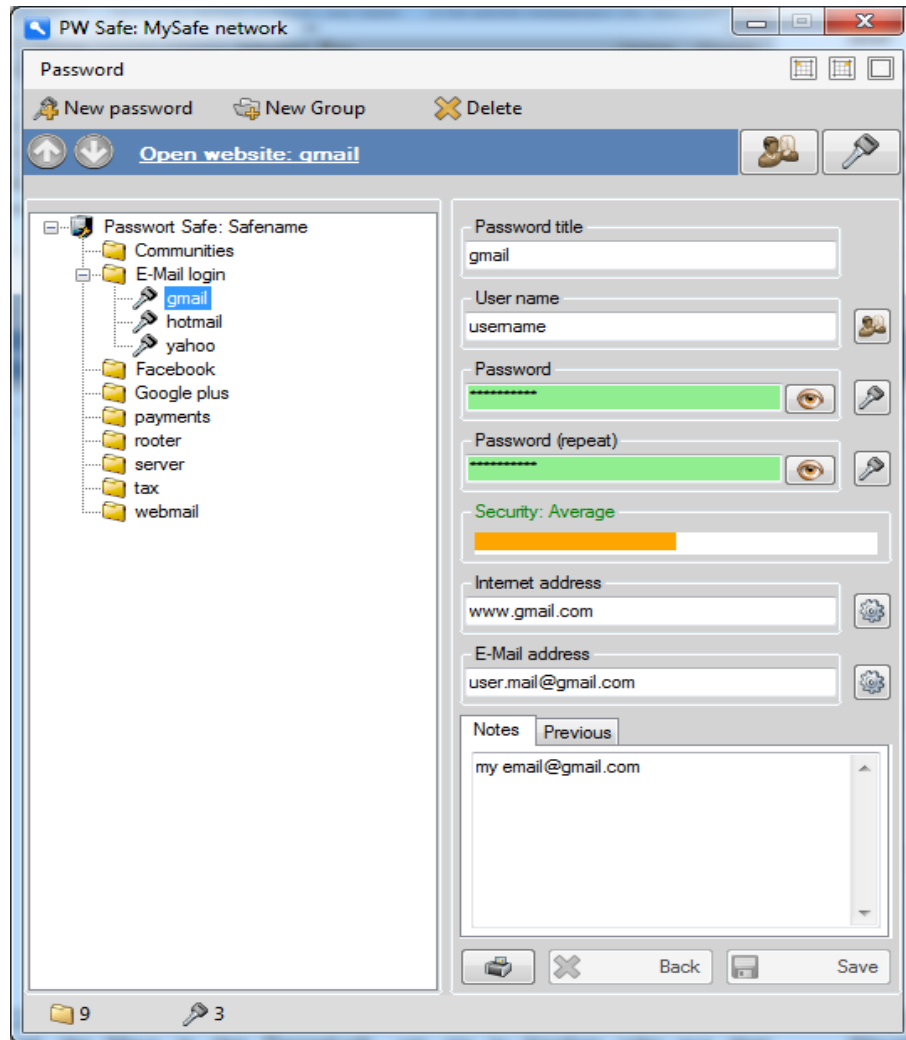 PW Safe: MySafe network
Password
New password New Group Delete
Open website: gmail
Passwort Safe: Safename
Communities
E-Mail login
gmail
hotmail
yahoo
Facebook
Google plus
payments
rooter
server
tax
webmail
Password title
gmail
User name
username
Password
**********
Password (repeat)
**********
Security: Average
Internet address
www.gmail.com
E-Mail address
user.mail@gmail.com
Notes Previous
my email@gmail.com
Back Save
9 3